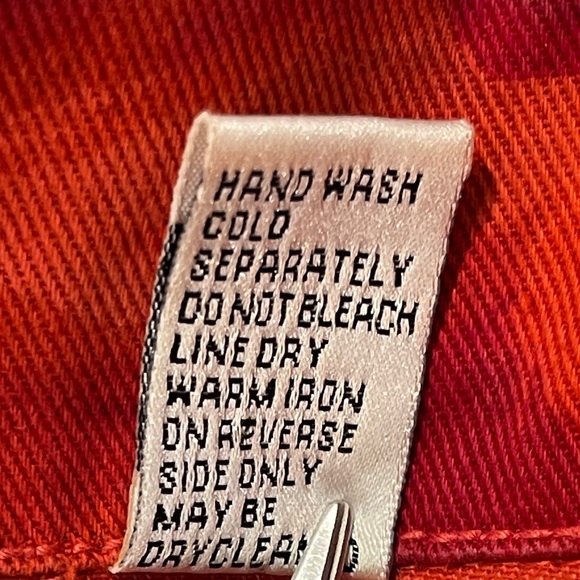 HAND WASH
COLD
SEPARATELY
DO NOT BLEACH
LINE DRY
WARM IRON
ON REVERSE
SIDE ONLY
MAY BE